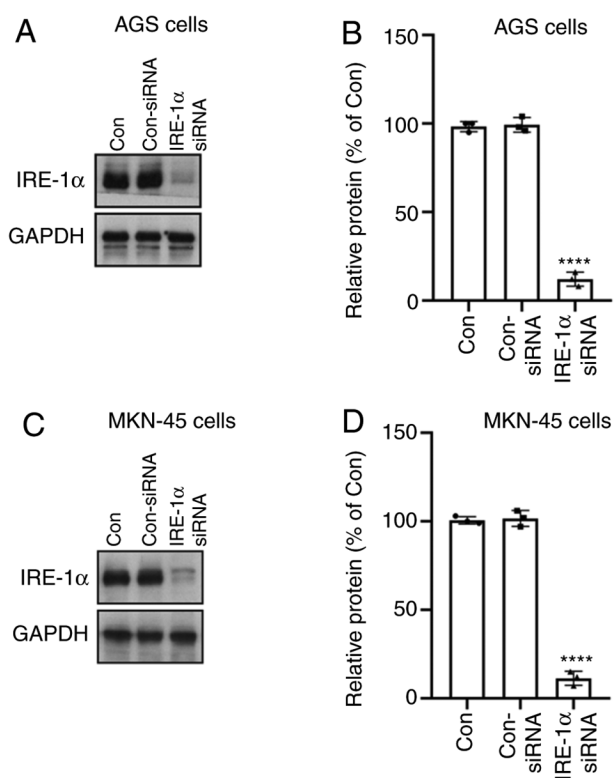 A
AGS cells
Con
Con-siRNA
IRE-1α
siRNA
IRE-1α
GAPDH
B
AGS cells
Relative protein (% of Con)
150
100
50
0
****
Con
Con-
siRNA
IRE-1α
siRNA
C
MKN-45 cells
Con
Con-siRNA
IRE-1α
siRNA
IRE-1α
GAPDH
D
MKN-45 cells
Relative protein (% of Con)
150
100
50
0
****
Con
Con-
siRNA
IRE-1α
siRNA